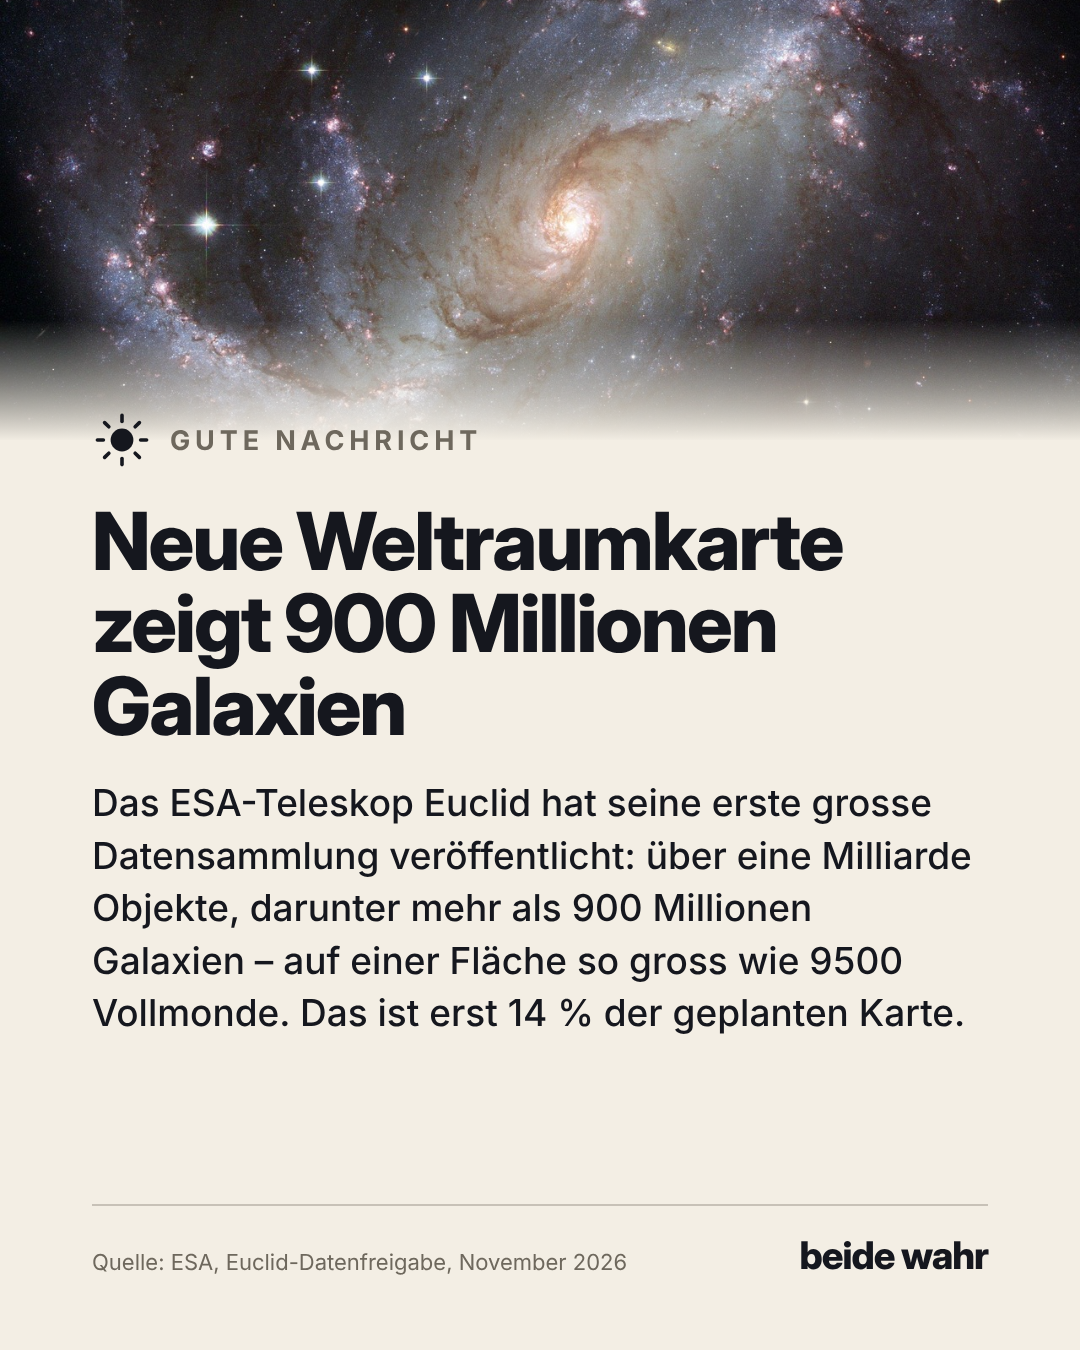 GUTE NACHRICHT
Neue Weltraumkarte
zeigt 900 Millionen
Galaxien
Das ESA-Teleskop Euclid hat seine erste grosse
Datensammlung veröffentlicht: über eine Milliarde
Objekte, darunter mehr als 900 Millionen
Galaxien – auf einer Fläche so gross wie 9500
Vollmonde. Das ist erst 14 % der geplanten Karte.
Quelle: ESA, Euclid-Datenfreigabe, November 2026
beide wahr